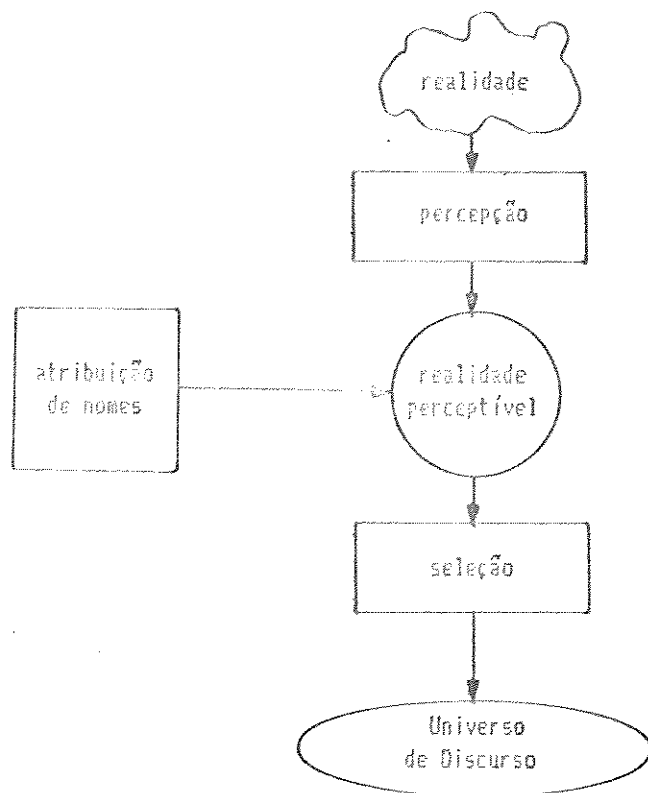 realidade
percepção
atribuição
de nomes
realidade
perceptível
seleção
Universo
de Discurso